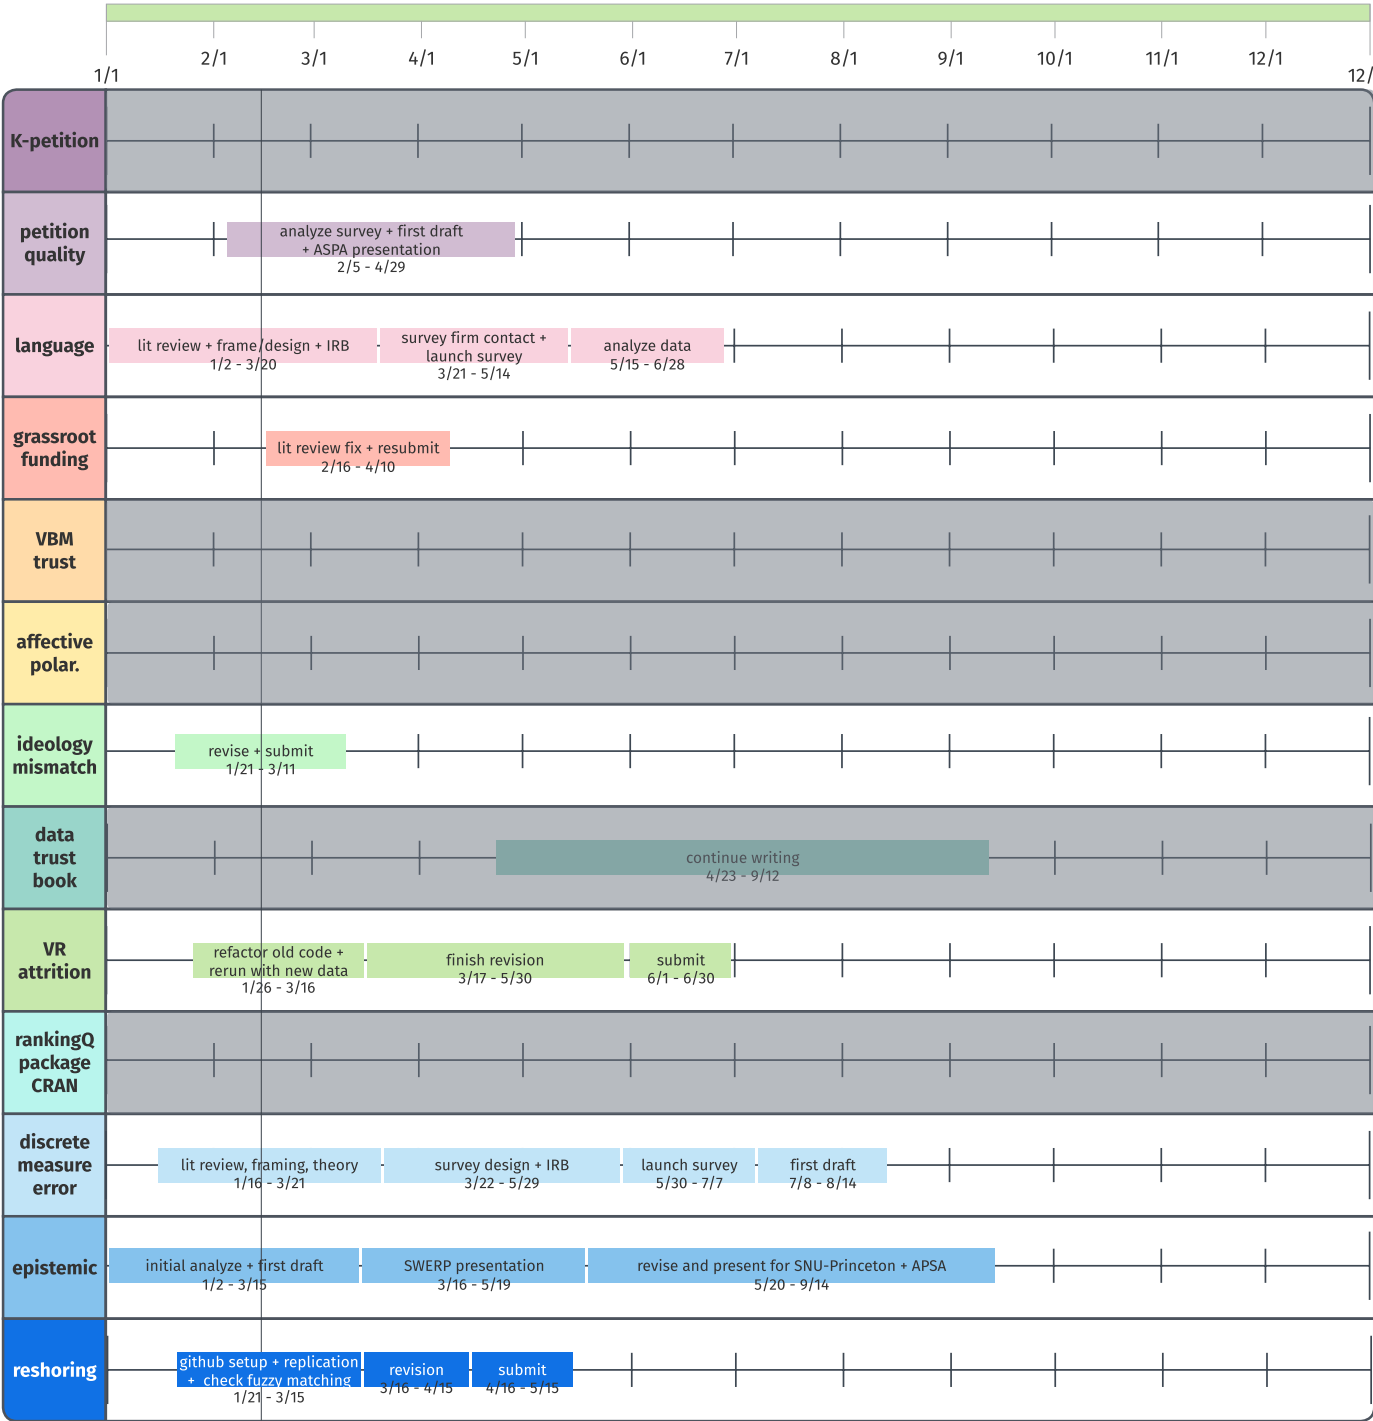 2/1
3/1
4/1
5/1
6/1
7/1
8/1
9/1
10/1
11/1
12/1
1/1
12/
K-petition
petition
quality
analyze survey + first draft
+ ASPA presentation
2/5 - 4/29
language
lit review + frame/design + IRB
1/2 - 3/20
survey firm contact +
launch survey
3/21 - 5/14
analyze data
5/15 - 6/28
grassroot
funding
lit review fix + resubmit
2/16 - 4/10
VBM
trust
affective
polar.
ideology
mismatch
revise + submit
1/21 - 3/11
data
trust
book
continue writing
4/23 - 9/12
VR
attrition
refactor old code +
rerun with new data
1/26 - 3/16
finish revision
3/17 - 5/30
submit
6/1 - 6/30
rankingQ
package
CRAN
discrete
measure
error
lit review, framing, theory
1/16 - 3/21
survey design + IRB
3/22 - 5/29
launch survey
5/30 - 7/7
first draft
7/8 - 8/14
epistemic
initial analyze + first draft
1/2 - 3/15
SWERP presentation
3/16 - 5/19
revise and present for SNU-Princeton + APSA
5/20 - 9/14
reshoring
github setup + replication
+ check fuzzy matching
1/21 - 3/15
revision
3/16 - 4/15
submit
4/16 - 5/15